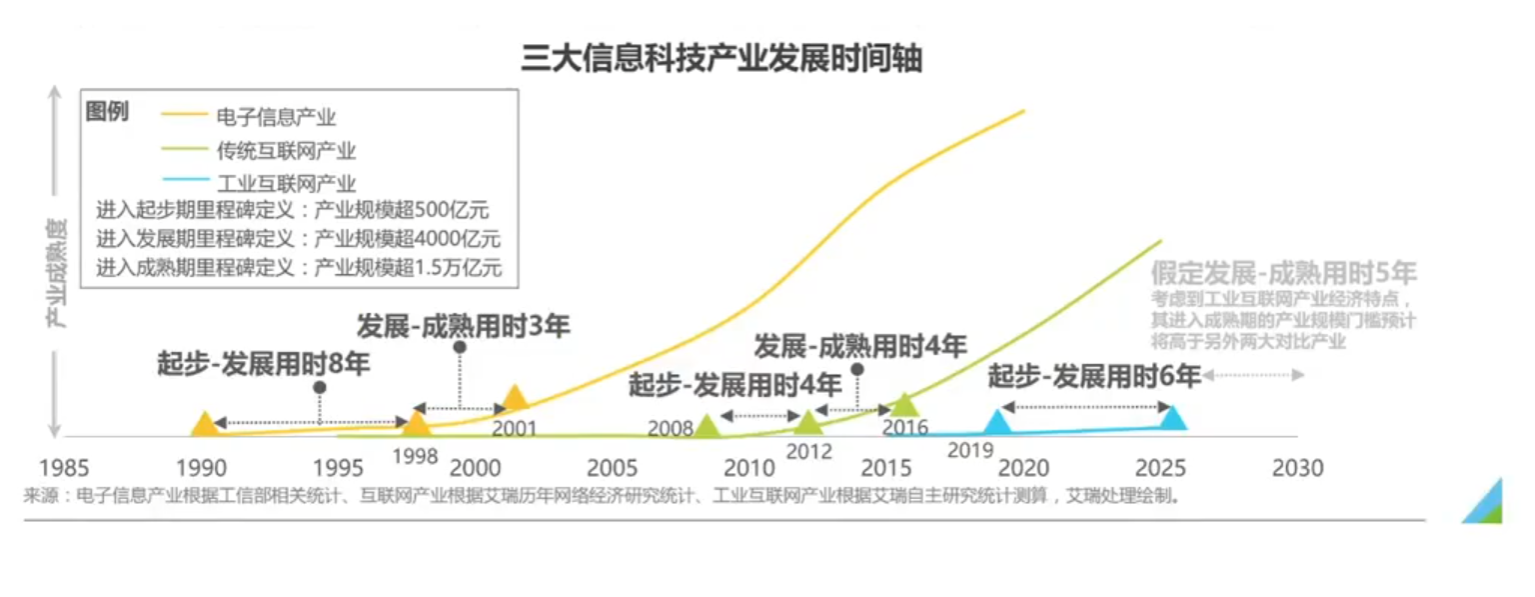 三大信息科技产业发展时间轴
图例
电子信息产业
传统互联网产业
工业互联网产业
进入起步期里程碑定义：产业规模超500亿元
进入发展期里程碑定义：产业规模超4000亿元
进入成熟期里程碑定义：产业规模超1.5万亿元
产业成熟度
假定发展-成熟用时5年
考虑到工业互联网产业经济特点，
其进入成熟期的产业规模门槛预计
将高于另外两大对比产业
发展-成熟用时3年
起步-发展用时8年
发展-成熟用时4年
起步-发展用时4年
起步-发展用时6年
2001
2008
2016
1998
2012
2019
1985
1990
1995
2000
2005
2010
2015
2020
2025
2030
来源：电子信息产业根据工信部相关统计、互联网产业根据艾瑞历年网络经济研究统计、工业互联网产业根据艾瑞自主研究统计测算，艾瑞处理绘制。